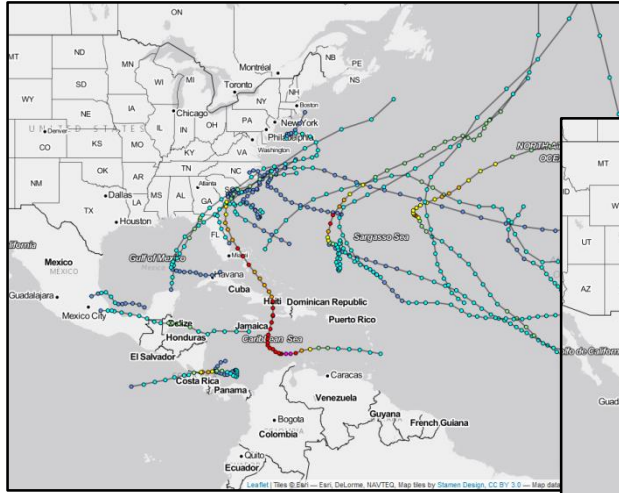 ON
MT
ND
MN
Montréal
NB
PE
NS
SD
WI
MI
Toronto
NH
WY
NY
Boston
IA
Chicago
New York
NE
PA
Philadelphia
IL
IN
OH
Denver
UNITED STATES
Washington
CO
KS
MO
KY
VA
OK
TN
NC
NM
AR
Atlanta
Dallas
MS
AL
GA
TX
LA
Houston
FL
Sargasso Sea
Mexico
MÉXICO
Gulf of Mexico
Miami
Havana
Cuba
Guadalajara
Mexico City
Haiti
Dominican Republic
Puerto Rico
Belize
Jamaica
Honduras
Caribbean Sea
El Salvador
Costa Rica
Panama
Caracas
Venezuela
Guyana
French Guiana
Bogota
Colombia
Quito
Ecuador
MT
UT
AZ
Leaflet | Tiles © Esri — Esri, DeLorme, NAVTEQ, Map tiles by Stamen Design, CC BY 3.0 — Map data